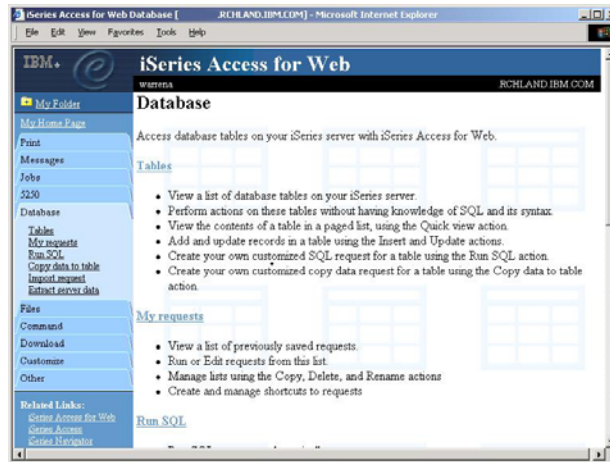 iSeries Access for Web Database [ .RCHLAND.IBM.COM] - Microsoft Internet Explorer
File Edit View Favorites Tools Help
IBM
iSeries Access for Web
warrena RCHLAND.IBM.COM
My Folder
My Home Page
Print
Messages
Jobs
5250
Database
Tables
My requests
Run SQL
Copy data to table
Import request
Extract server data
Files
Command
Download
Customize
Other
Related Links:
iSeries Access for Web
iSeries Access
iSeries Navigator
Database
Access database tables on your iSeries server with iSeries Access for Web.
Tables
• View a list of database tables on your iSeries server.
• Perform actions on these tables without having knowledge of SQL and its syntax.
• View the contents of a table in a paged list, using the Quick view action.
• Add and update records in a table using the Insert and Update actions.
• Create your own customized SQL request for a table using the Run SQL action.
• Create your own customized copy data request for a table using the Copy data to table
action.
My requests
• View a list of previously saved requests.
• Run or Edit requests from this list.
• Manage lists using the Copy, Delete, and Rename actions
• Create and manage shortcuts to requests
Run SQL